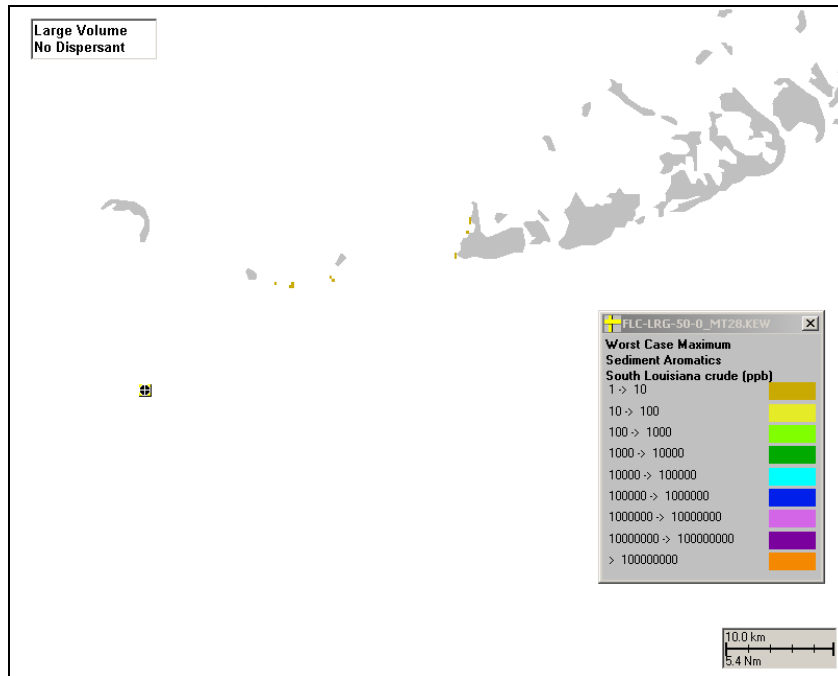 Large Volume
No Dispersant
FLC-LRG-50-0_MT28.KEW
Worst Case Maximum
Sediment Aromatics
South Louisiana crude (ppb)
1 -> 10
10 -> 100
100 -> 1000
1000 -> 10000
10000 -> 100000
100000 -> 1000000
1000000 -> 10000000
10000000 -> 100000000
> 100000000
10.0 km
5.4 Nm